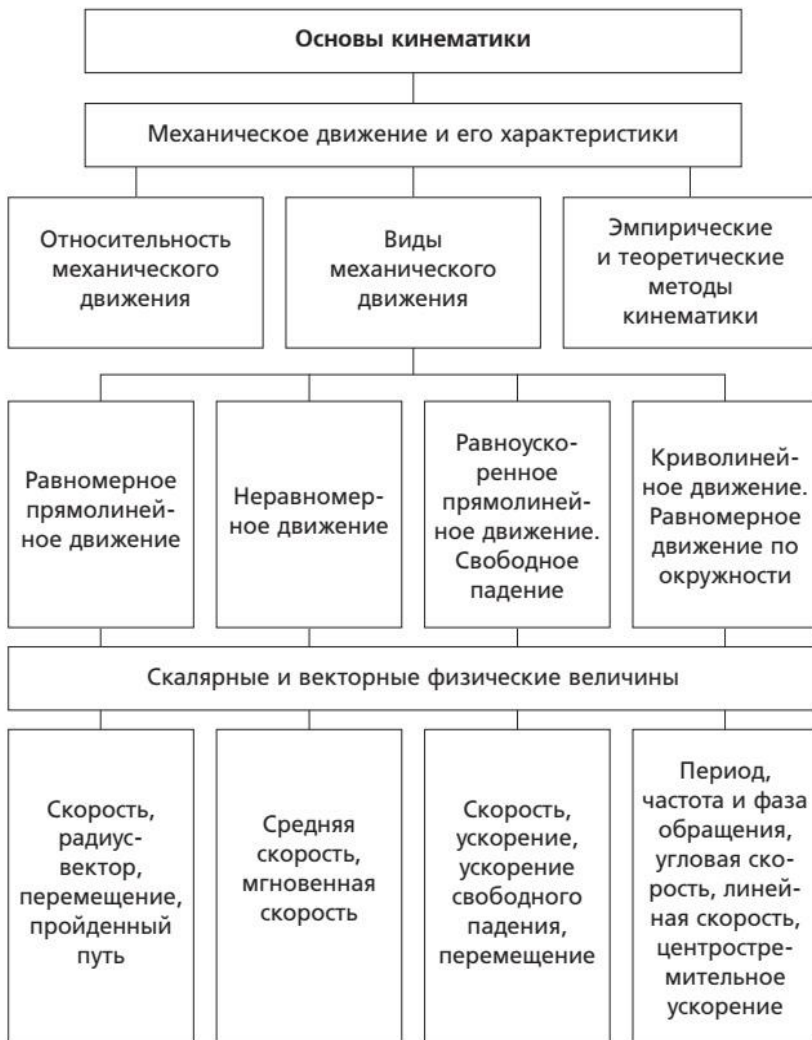 Основы кинематики
Механическое движение и его характеристики
Относительность
механического
движения
Виды
механического
движения
Эмпирические
и теоретические
методы
кинематики
Равномерное
прямолиней-
ное движение
Неравномер-
ное движение
Равноуско-
ренное
прямолиней-
ное движение.
Свободное
падение
Криволиней-
ное движение.
Равномерное
движение по
окружности
Скалярные и векторные физические величины
Скорость,
радиус-
вектор,
перемещение,
пройденный
путь
Средняя
скорость,
мгновенная
скорость
Скорость,
ускорение,
ускорение
свободного
падения,
перемещение
Период,
частота и фаза
обращения,
угловая ско-
рость, линей-
ная скорость,
центростре-
мительное
ускорение